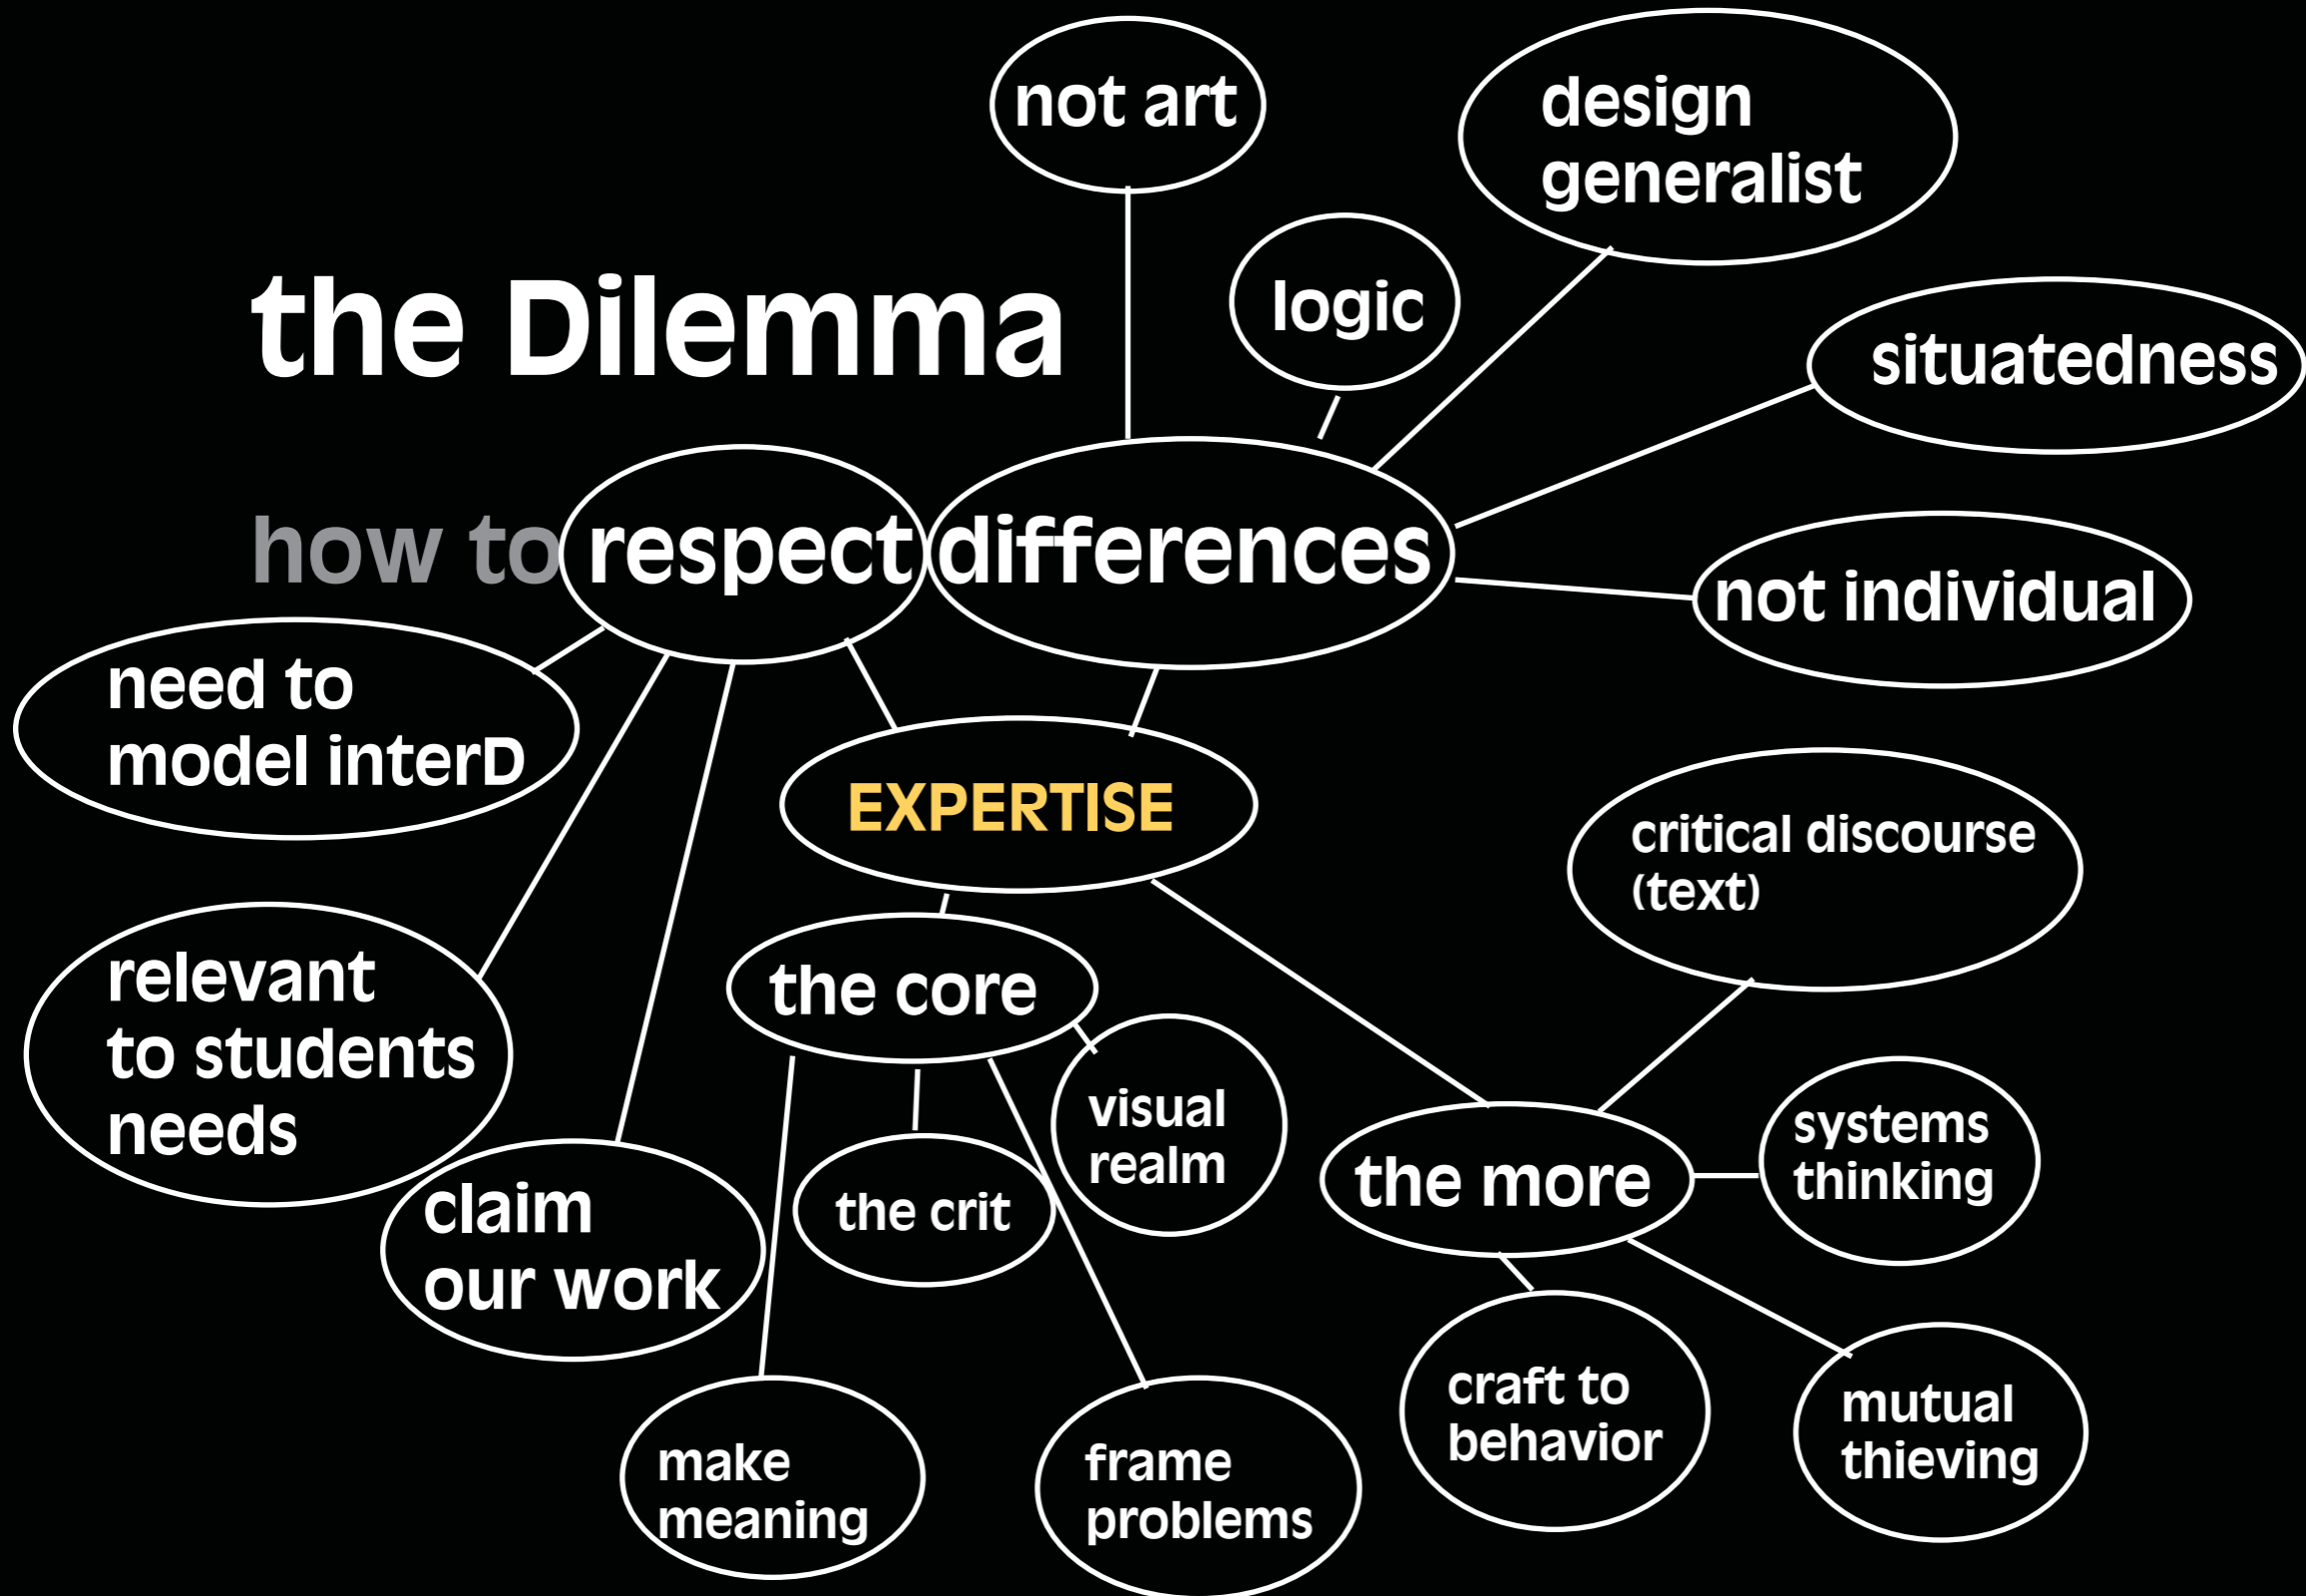 not art
design
generalist
logic
the Dilemma
situatedness
how to respect differences
not individual
need to
model interD
EXPERTISE
critical discourse
(text)
relevant
to students
needs
the core
visual
realm
the more
systems
thinking
claim
our work
the crit
craft to
behavior
mutual
thieving
make
meaning
frame
problems